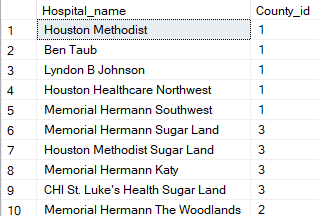 Hospital_name County_id
1 Houston Methodist 1
2 Ben Taub 1
3 Lyndon B Johnson 1
4 Houston Healthcare Northwest 1
5 Memorial Hermann Southwest 1
6 Memorial Hermann Sugar Land 3
7 Houston Methodist Sugar Land 3
8 Memorial Hermann Katy 3
9 CHI St. Luke's Health Sugar Land 3
10 Memorial Hermann The Woodlands 2